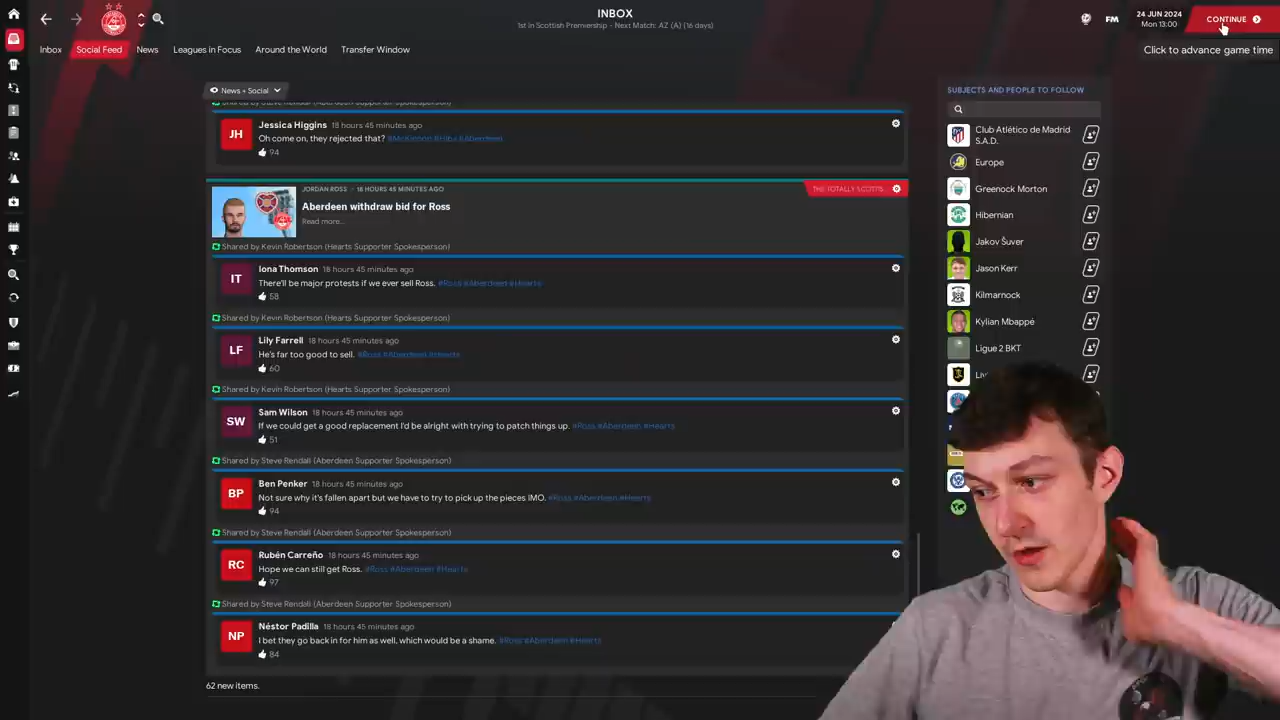 INBOX
1st in Scottish Premiership - Next Match: AZ (A) (16 days)
FM
24 JUN 2024
Mon 13:00
CONTINUE
Click to advance game time
Inbox
Social Feed
News
Leagues in Focus
Around the World
Transfer Window
News + Social
Jessica Higgins 18 hours 45 minutes ago
Oh come on, they rejected that? #McKinnon #Hibs #Aberdeen
94
JORDAN ROSS - 18 HOURS 45 MINUTES AGO
THE TOTALLY SCOTTIS...
Aberdeen withdraw bid for Ross
Read more...
Shared by Kevin Robertson (Hearts Supporter Spokesperson)
IT
Iona Thomson 18 hours 45 minutes ago
There'll be major protests if we ever sell Ross. #Ross #Aberdeen #Hearts
58
Shared by Kevin Robertson (Hearts Supporter Spokesperson)
LF
Lily Farrell 18 hours 45 minutes ago
He's far too good to sell. #Ross #Aberdeen #Hearts
60
Shared by Kevin Robertson (Hearts Supporter Spokesperson)
SW
Sam Wilson 18 hours 45 minutes ago
If we could get a good replacement I'd be alright with trying to patch things up. #Ross #Aberdeen #Hearts
51
Shared by Steve Rendall (Aberdeen Supporter Spokesperson)
BP
Ben Penker 18 hours 45 minutes ago
Not sure why it's fallen apart but we have to try to pick up the pieces IMO. #Ross #Aberdeen #Hearts
94
Shared by Steve Rendall (Aberdeen Supporter Spokesperson)
RC
Rubén Carreño 18 hours 45 minutes ago
Hope we can still get Ross. #Ross #Aberdeen #Hearts
97
Shared by Steve Rendall (Aberdeen Supporter Spokesperson)
NP
Néstor Padilla 18 hours 45 minutes ago
I bet they go back in for him as well, which would be a shame. #Ross #Aberdeen #Hearts
84
62 new items.
JH
SUBJECTS AND PEOPLE TO FOLLOW
Club Atlético de Madrid
S.A.D.
Europe
Greenock Morton
Hibernian
Jakov Šuver
Jason Kerr
Kilmarnock
Kylian Mbappé
Ligue 2 BKT